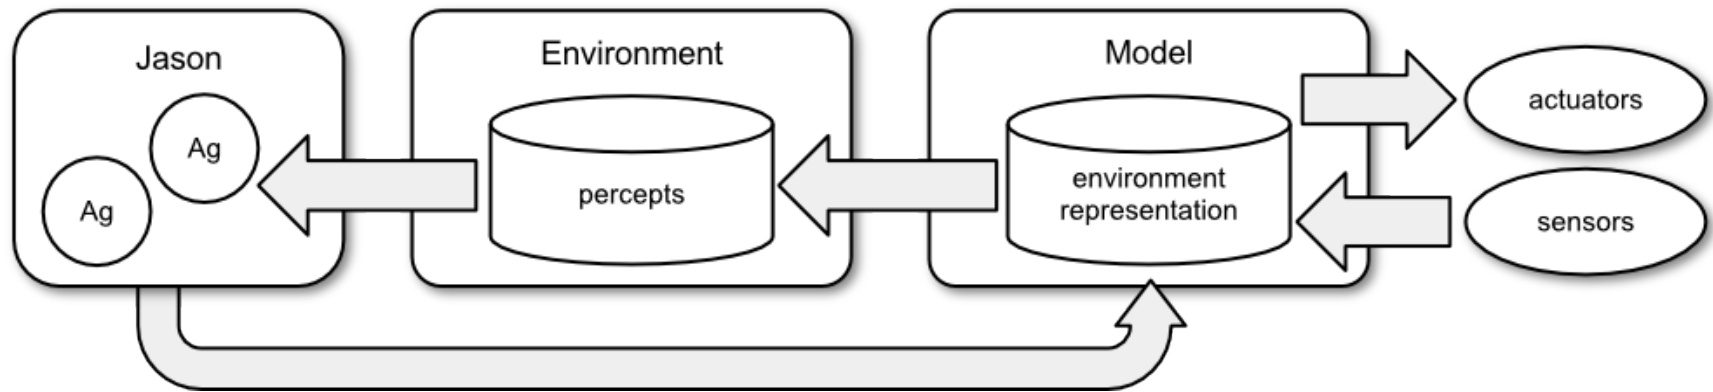 Jason
Ag
Ag
Environment
percepts
Model
environment
representation
actuators
sensors